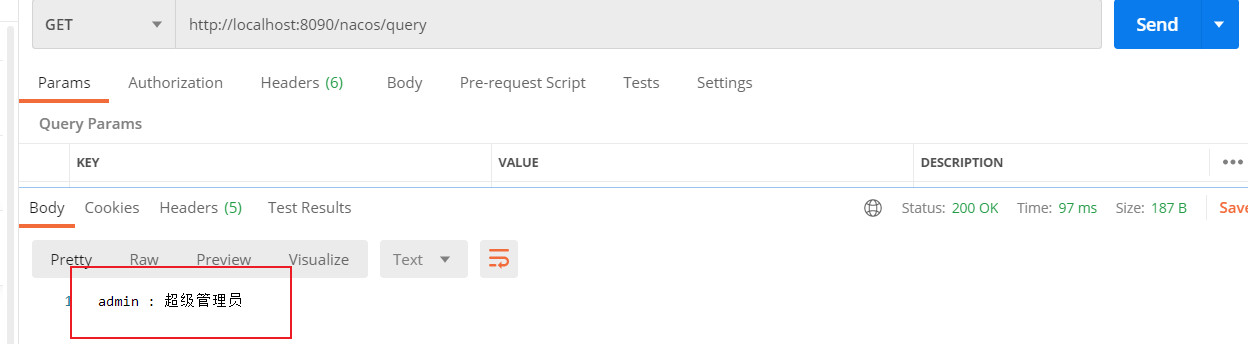 GET http://localhost:8090/nacos/query Send
Params Authorization Headers (6) Body Pre-request Script Tests Settings
Query Params
KEY VALUE DESCRIPTION
Body Cookies Headers (5) Test Results Status: 200 OK Time: 97 ms Size: 187 B Save
Pretty Raw Preview Visualize Text
1 admin : 超级管理员